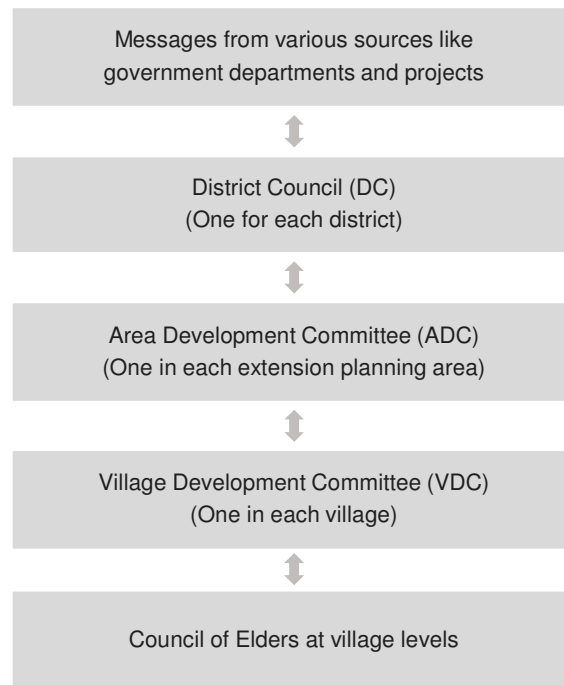 Messages from various sources like
government departments and projects
District Council (DC)
(One for each district)
Area Development Committee (ADC)
(One in each extension planning area)
Village Development Committee (VDC)
(One in each village)
Council of Elders at village levels